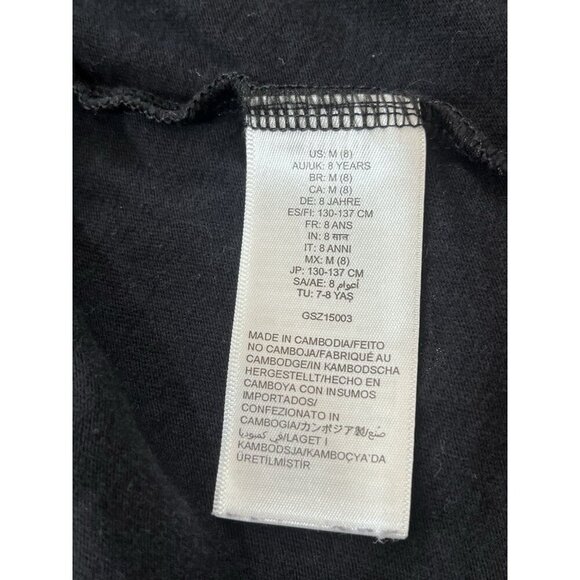 US: M (8)
AU/UK: 8 YEARS
BR: M (8)
CA: M (8)
DE: 8 JAHRE
ES/FI: 130-137 CM
FR: 8 ANS
IN: 8 साल
IT: 8 ANNI
MX: M (8)
JP: 130-137 CM
SA/AE: 8 أعوام
TU: 7-8 YAŞ
GSZ15003
MADE IN CAMBODIA/FEITO
NO CAMBOJA/FABRIQUÉ AU
CAMBODGE/IN KAMBODSCHA
HERGESTELLT/HECHO EN
CAMBOYA CON INSUMOS
IMPORTADOS/
CONFEZIONATO IN
CAMBOGIA/カンボジア製/صنع
في كمبوديا/LAGET I
KAMBODSJA/KAMBOÇYA'DA
ÜRETİLMİŞTİR